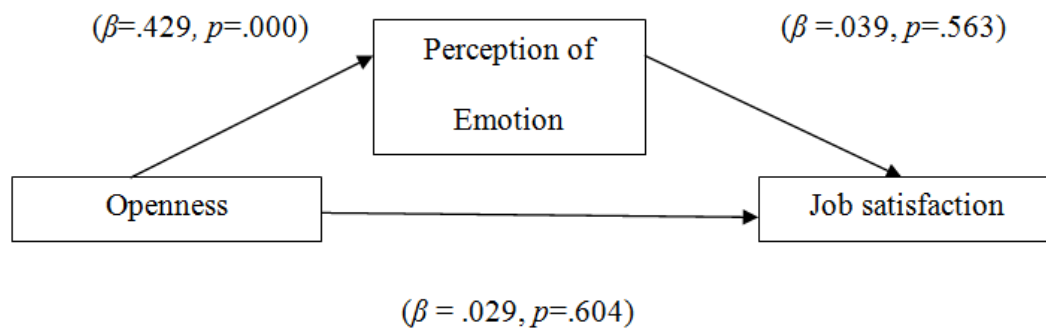 (β=.429, p=.000)
(β =.039, p=.563)
Perception of
Emotion
Openness
Job satisfaction
(β = .029, p=.604)